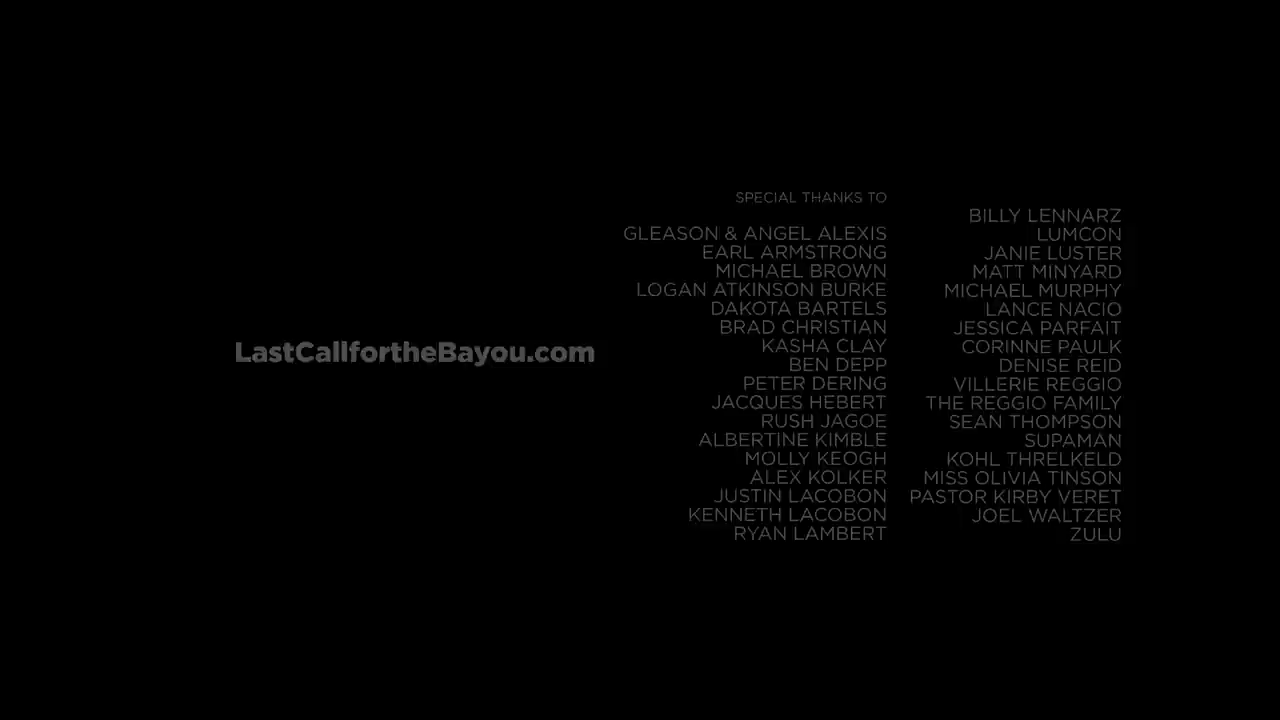 LastCallfortheBayou.com
SPECIAL THANKS TO
GLEASON & ANGEL ALEXIS
EARL ARMSTRONG
MICHAEL BROWN
LOGAN ATKINSON BURKE
DAKOTA BARTELS
BRAD CHRISTIAN
KASHA CLAY
BEN DEPP
PETER DERING
JACQUES HEBERT
RUSH JAGOE
ALBERTINE KIMBLE
MOLLY KEOGH
ALEX KOLKER
JUSTIN LACOBON
KENNETH LACOBON
RYAN LAMBERT
BILLY LENNARZ
LUMCON
JANIE LUSTER
MATT MINYARD
MICHAEL MURPHY
LANCE NACIO
JESSICA PARFAIT
CORINNE PAULK
DENISE REID
VILLERIE REGGIO
THE REGGIO FAMILY
SEAN THOMPSON
SUPAMAN
KOHL THRELKELD
MISS OLIVIA TINSON
PASTOR KIRBY VERET
JOEL WALTZER
ZULU